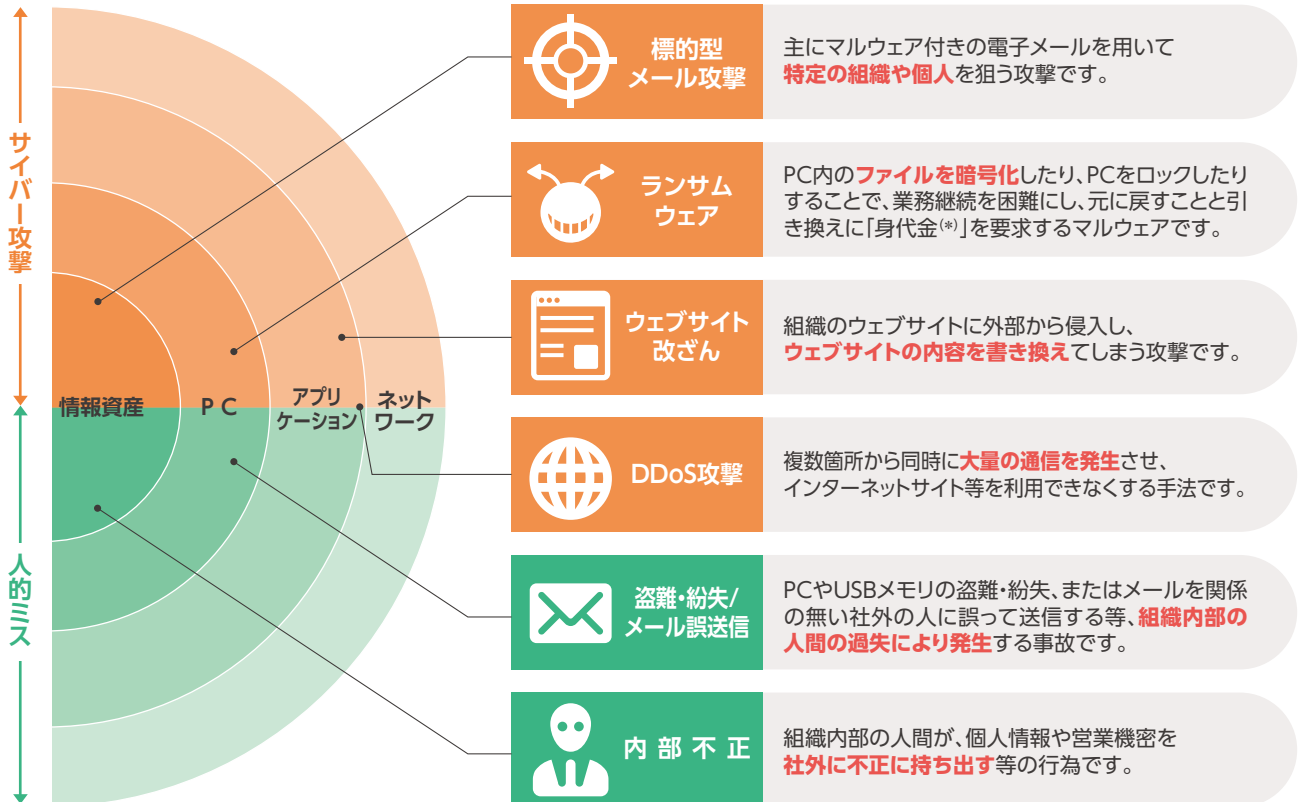 サイバー攻撃
人的ミス
情報資産
P C
アプリ
ケーション
ネット
ワーク
標的型
メール攻撃
主にマルウェア付きの電子メールを用いて
特定の組織や個人を狙う攻撃です。
ランサム
ウェア
PC内のファイルを暗号化したり、PCをロックしたり
することで、業務継続を困難にし、元に戻すことと引
き換えに「身代金(*)」を要求するマルウェアです。
ウェブサイト
改ざん
組織のウェブサイトに外部から侵入し、
ウェブサイトの内容を書き換えてしまう攻撃です。
DDoS攻撃
複数箇所から同時に大量の通信を発生させ、
インターネットサイト等を利用できなくする手法です。
盗難・紛失/
メール誤送信
PCやUSBメモリの盗難・紛失、またはメールを関係
の無い社外の人に誤って送信する等、組織内部の
人間の過失により発生する事故です。
内 部 不 正
組織内部の人間が、個人情報や営業機密を
社外に不正に持ち出す等の行為です。